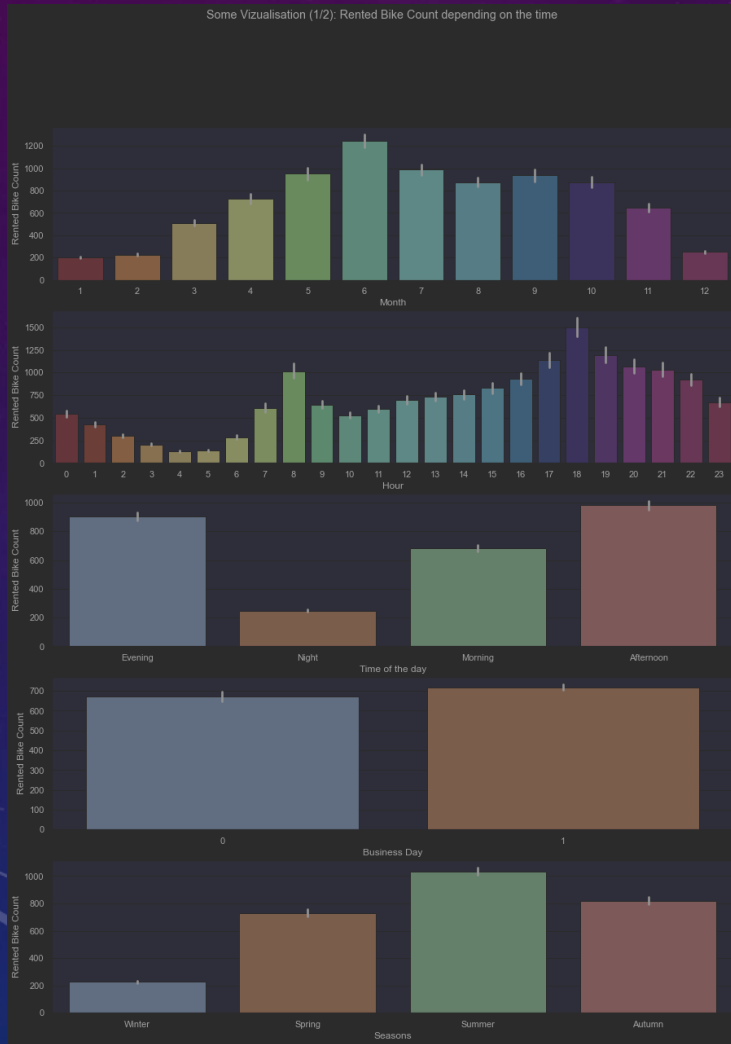 Some Vizualisation (1/2): Rented Bike Count depending on the time
Rented Bike Count
1200
1000
800
600
400
200
0
1 2 3 4 5 6 7 8 9 10 11 12
Month
Rented Bike Count
1500
1250
1000
750
500
250
0
0 1 2 3 4 5 6 7 8 9 10 11 12 13 14 15 16 17 18 19 20 21 22 23
Hour
Rented Bike Count
1000
800
600
400
200
0
Evening Night Morning Afternoon
Time of the day
Rented Bike Count
700
600
500
400
300
200
100
0
0 1
Business Day
Rented Bike Count
1000
800
600
400
200
0
Winter Spring Summer Autumn
Seasons